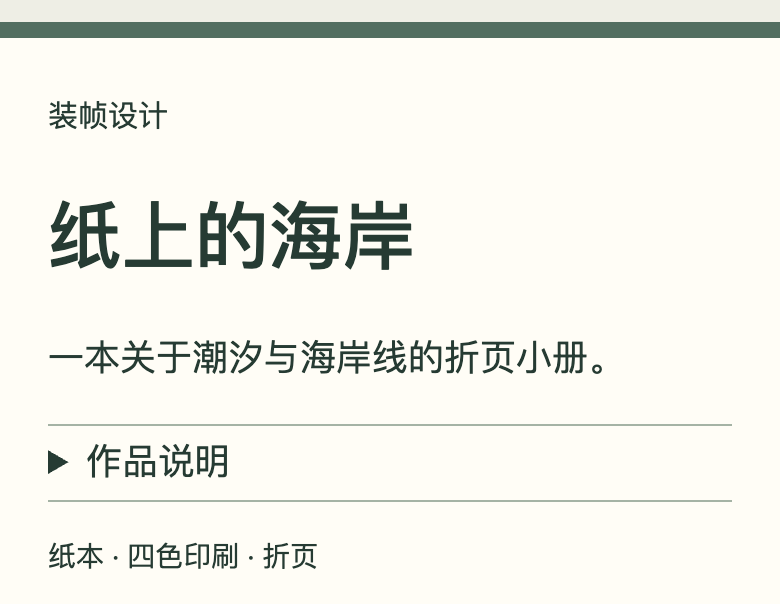 装帧设计
纸上的海岸
一本关于潮汐与海岸线的折页小册。
作品说明
纸本 · 四色印刷 · 折页